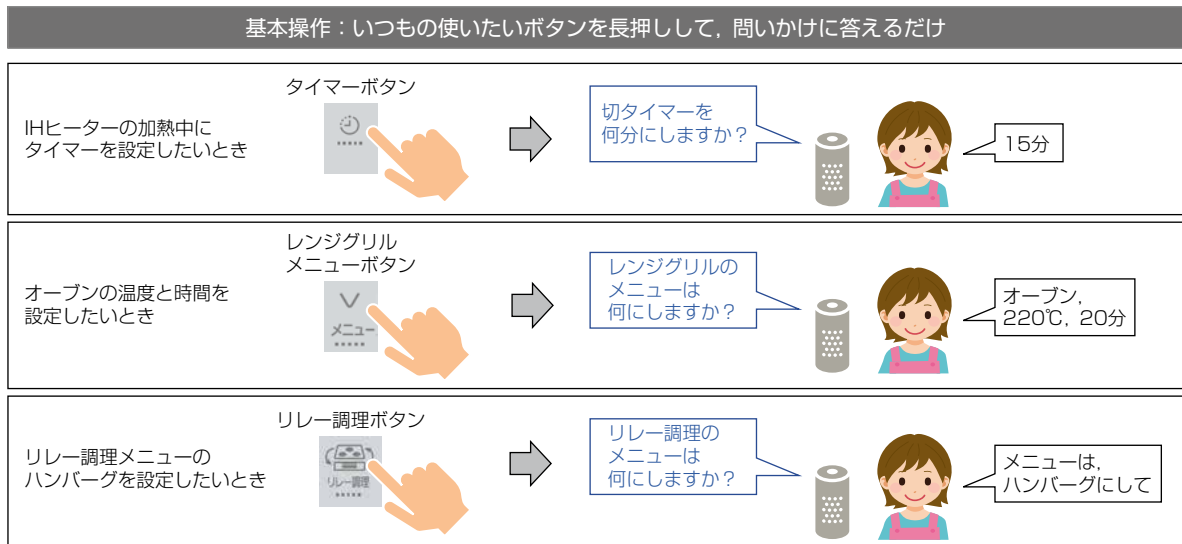 基本操作：いつもの使いたいボタンを長押しして，問いかけに答えるだけ
IHヒーターの加熱中に
タイマーを設定したいとき
タイマーボタン
切タイマーを
何分にしますか？
15分
オーブンの温度と時間を
設定したいとき
レンジグリル
メニューボタン
メニュー
レンジグリルの
メニューは
何にしますか？
オーブン，
220℃，20分
リレー調理メニューの
ハンバーグを設定したいとき
リレー調理ボタン
リレー調理
リレー調理の
メニューは
何にしますか？
メニューは，
ハンバーグにして